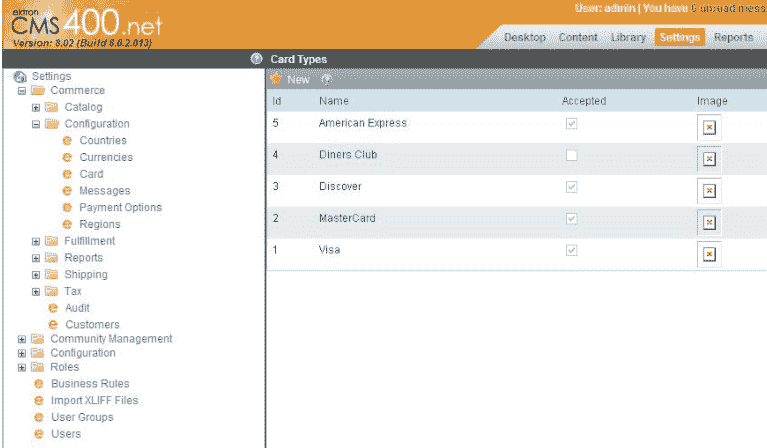 ektron
CMS400.net
Version: 8.02 (Build 8.0.2.013)
User: admin | You have 6 unread mess
Desktop Content Library Settings Reports
Card Types
New
Settings
Commerce
Catalog
Configuration
Countries
Currencies
Card
Messages
Payment Options
Regions
Fulfillment
Reports
Shipping
Tax
Audit
Customers
Community Management
Configuration
Roles
Business Rules
Import XLIFF Files
User Groups
Users
Id Name Accepted Image
5 American Express
4 Diners Club
3 Discover
2 MasterCard
1 Visa